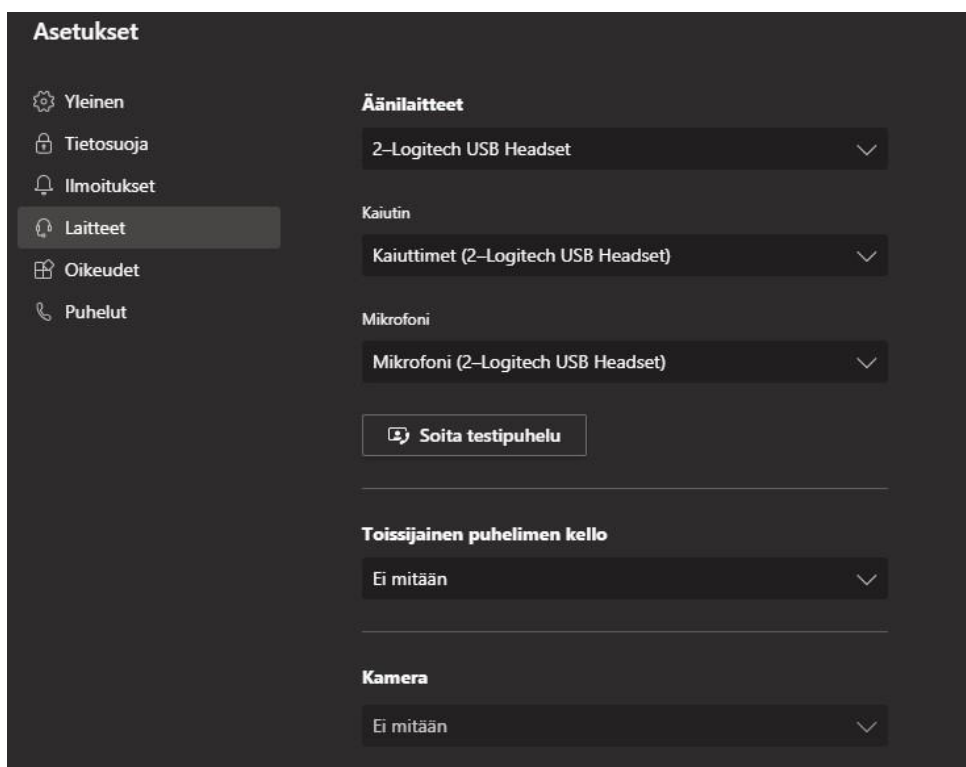 Asetukset
Yleinen
Tietosuoja
Ilmoitukset
Laitteet
Oikeudet
Puhelut
Äänilaitteet
2–Logitech USB Headset
Kaiutin
Kaiuttimet (2–Logitech USB Headset)
Mikrofoni
Mikrofoni (2–Logitech USB Headset)
Soita testipuhelu
Toissijainen puhelimen kello
Ei mitään
Kamera
Ei mitään